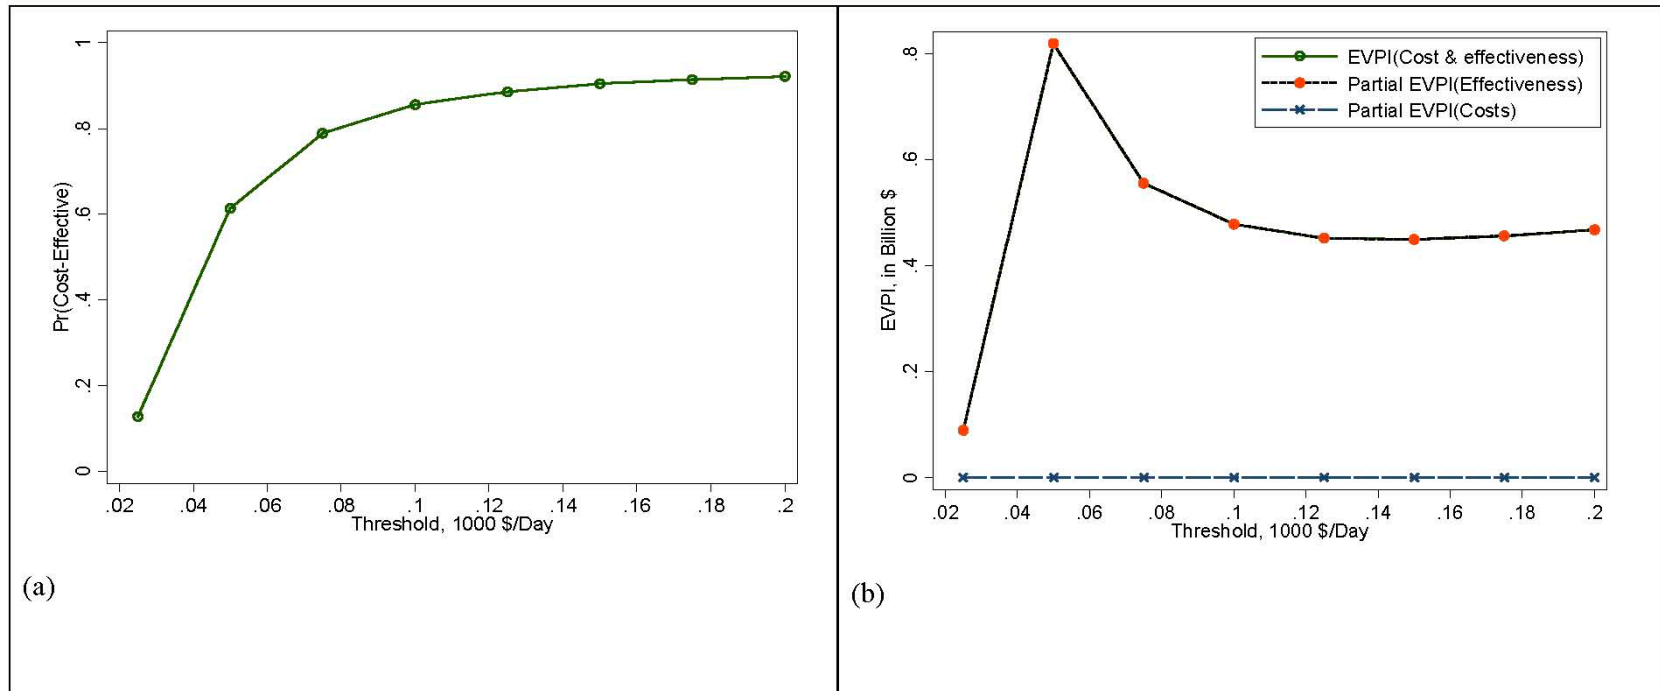 Pr(Cost-Effective)
1
.8
.6
.4
.2
0
.02 .04 .06 .08 .1 .12 .14 .16 .18 .2
Threshold, 1000 $/Day
(a)
EVPI, in Billion $
.8
.6
.4
.2
0
EVPI(Cost & effectiveness)
Partial EVPI(Effectiveness)
Partial EVPI(Costs)
.02 .04 .06 .08 .1 .12 .14 .16 .18 .2
Threshold, 1000 $/Day
(b)